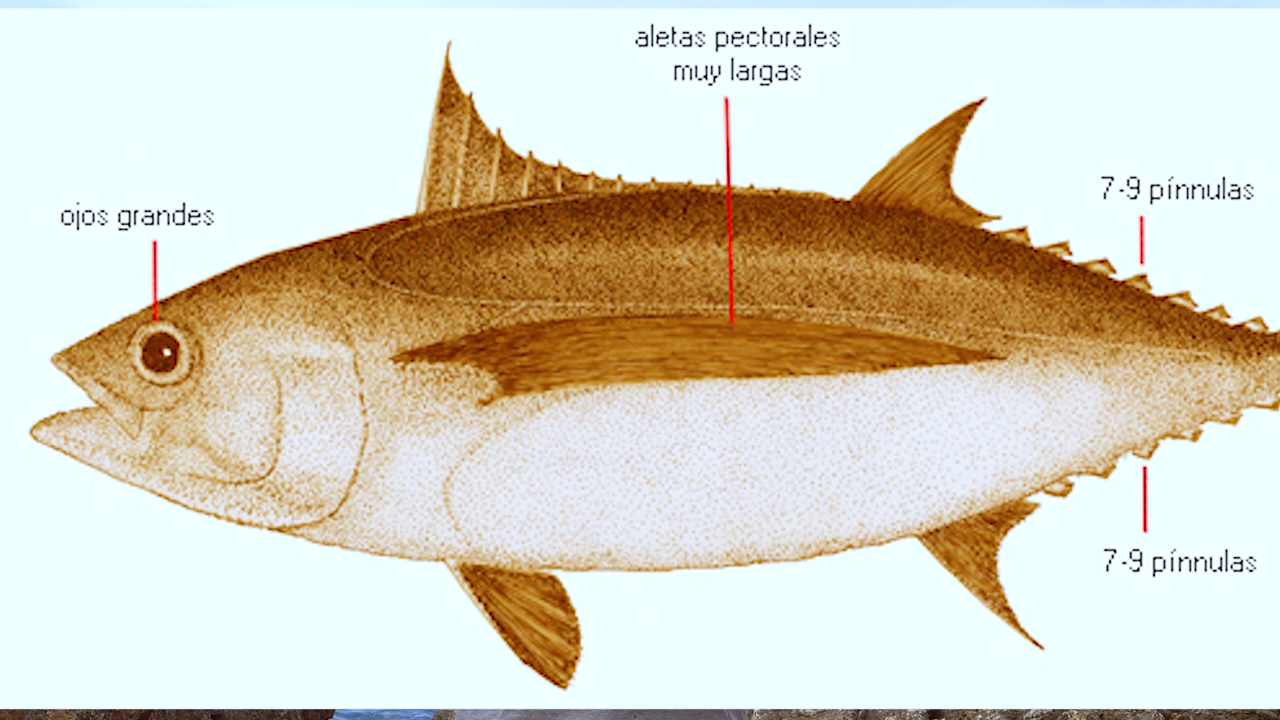 aletas pectorales
muy largas
7-9 pínnulas
ojos grandes
7-9 pínnulas